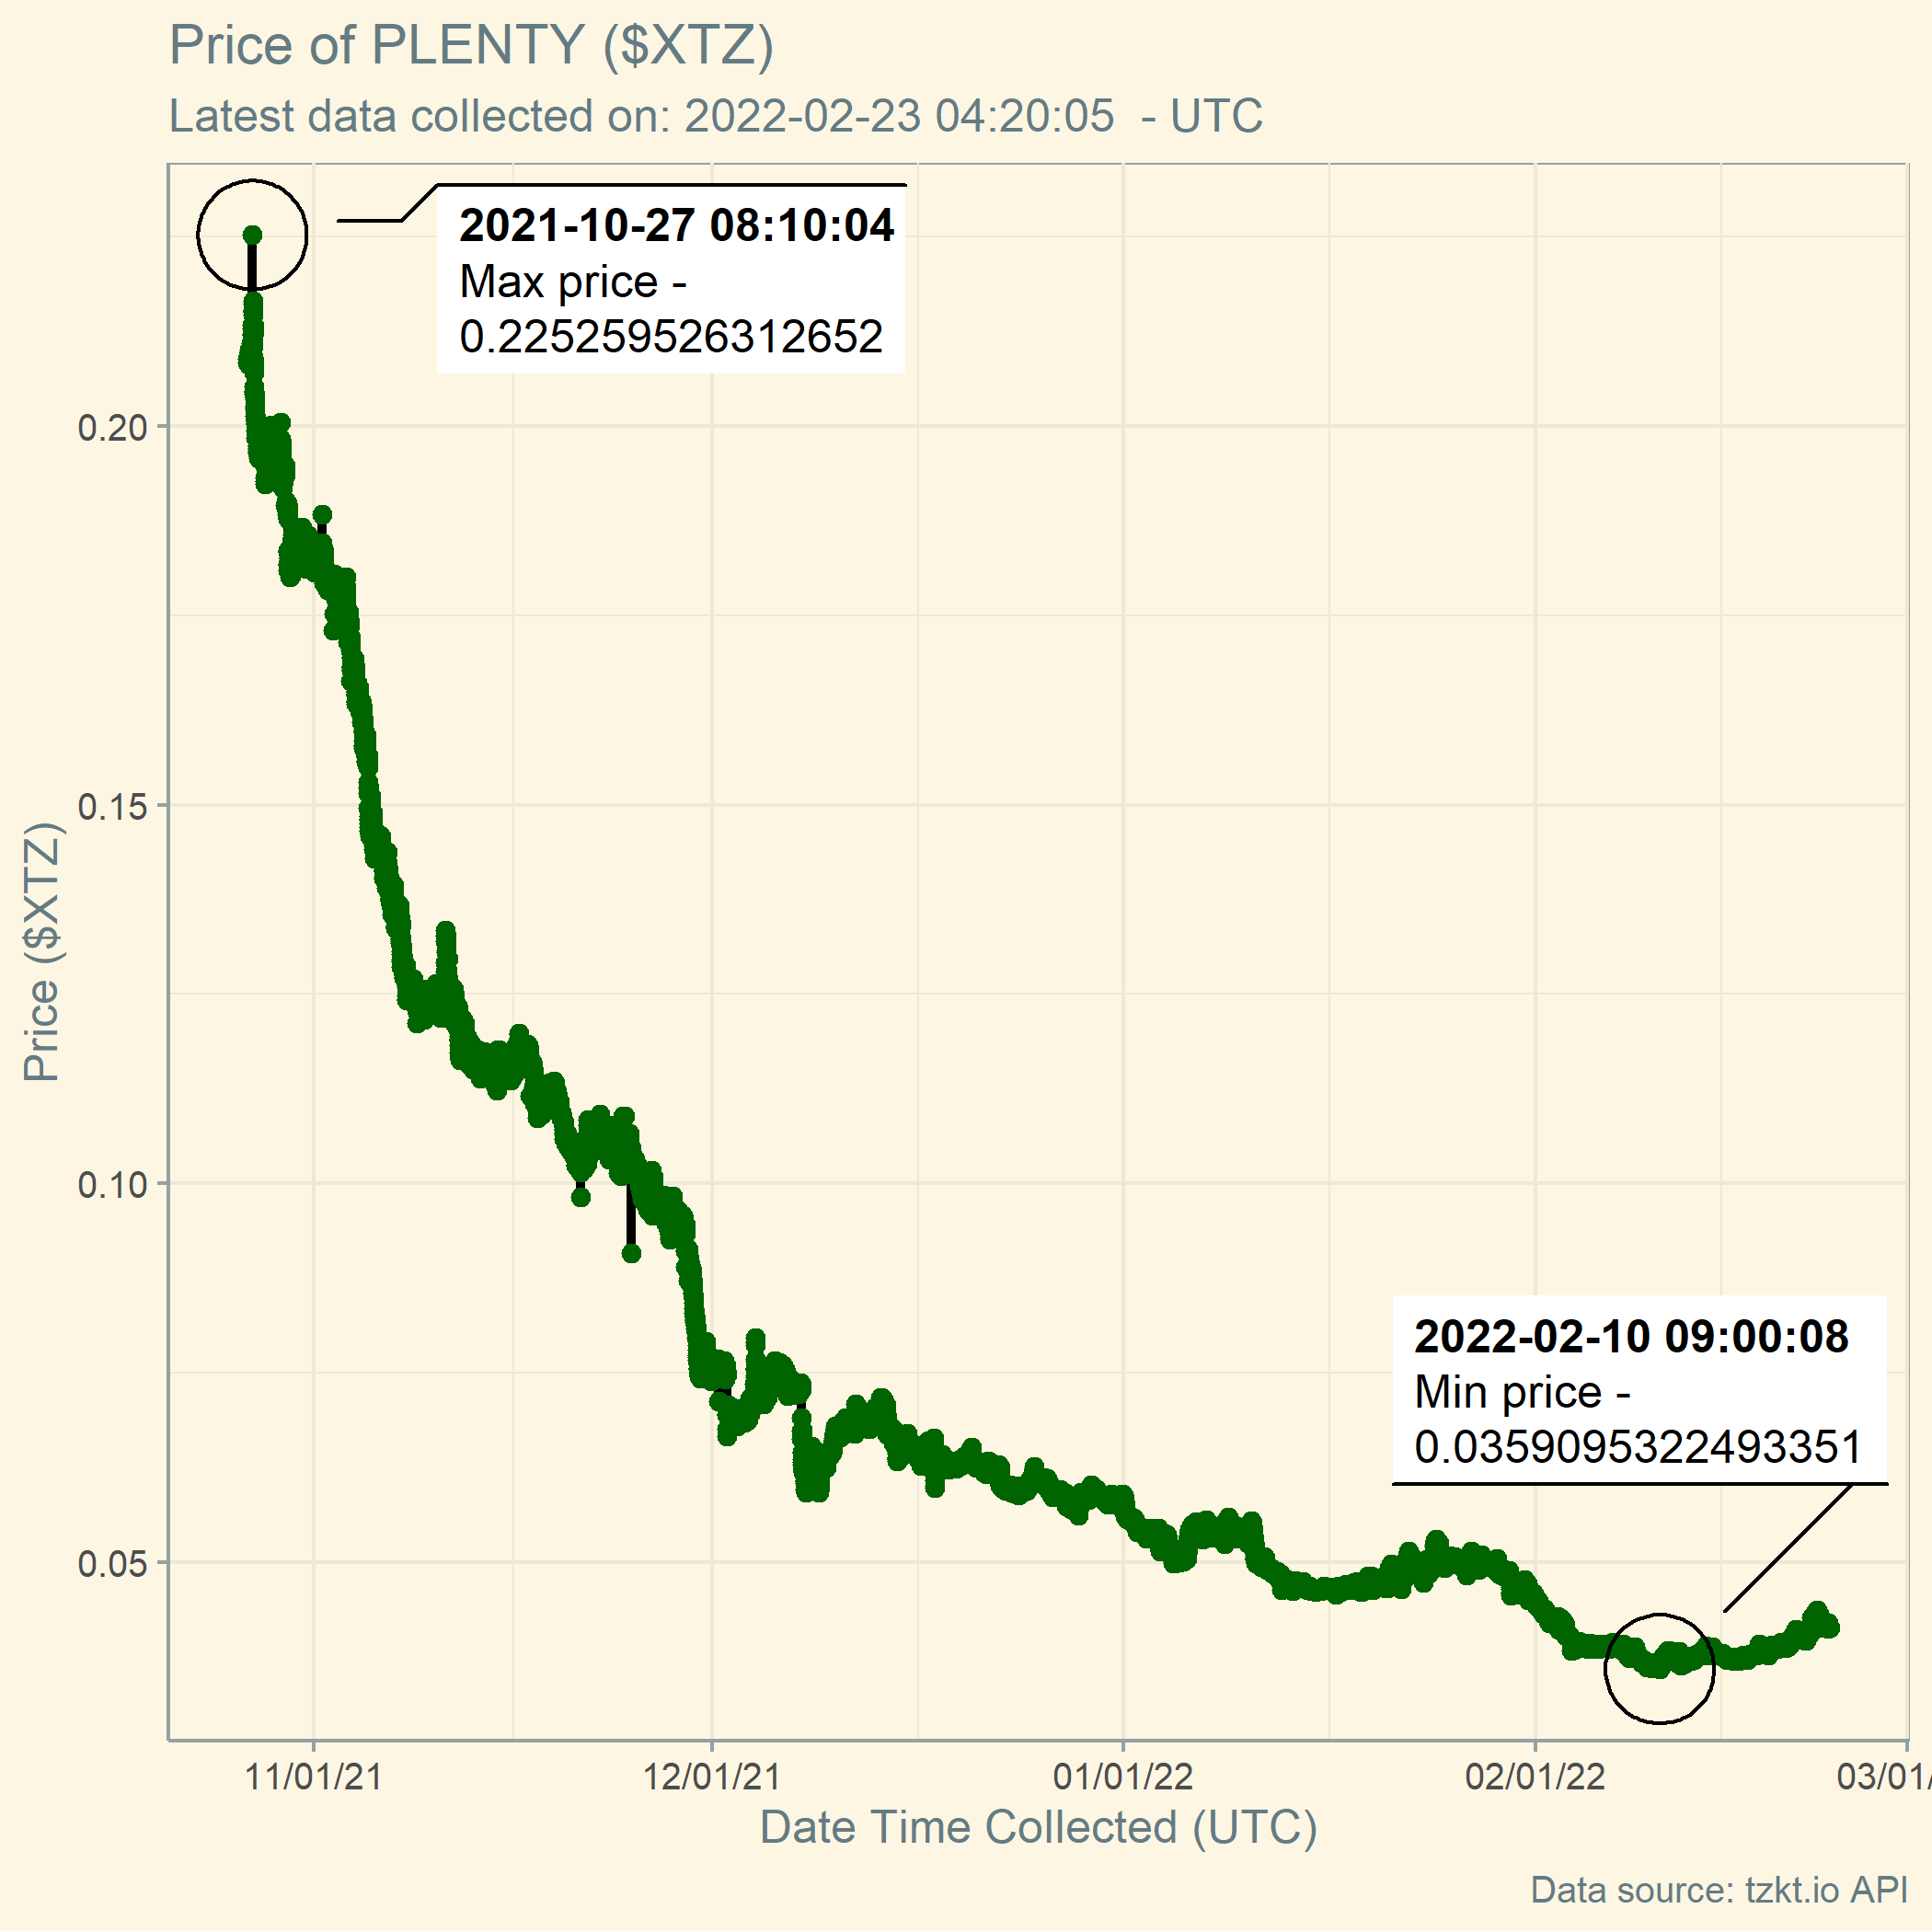 Price of PLENTY ($XTZ)
Latest data collected on: 2022-02-23 04:20:05  - UTC
2021-10-27 08:10:04
Max price -
0.225259526312652
0.20
0.15
0.10
0.05
Price ($XTZ)
2022-02-10 09:00:08
Min price -
0.0359095322493351
11/01/21
12/01/21
01/01/22
02/01/22
03/01/
Date Time Collected (UTC)
Data source: tzkt.io API